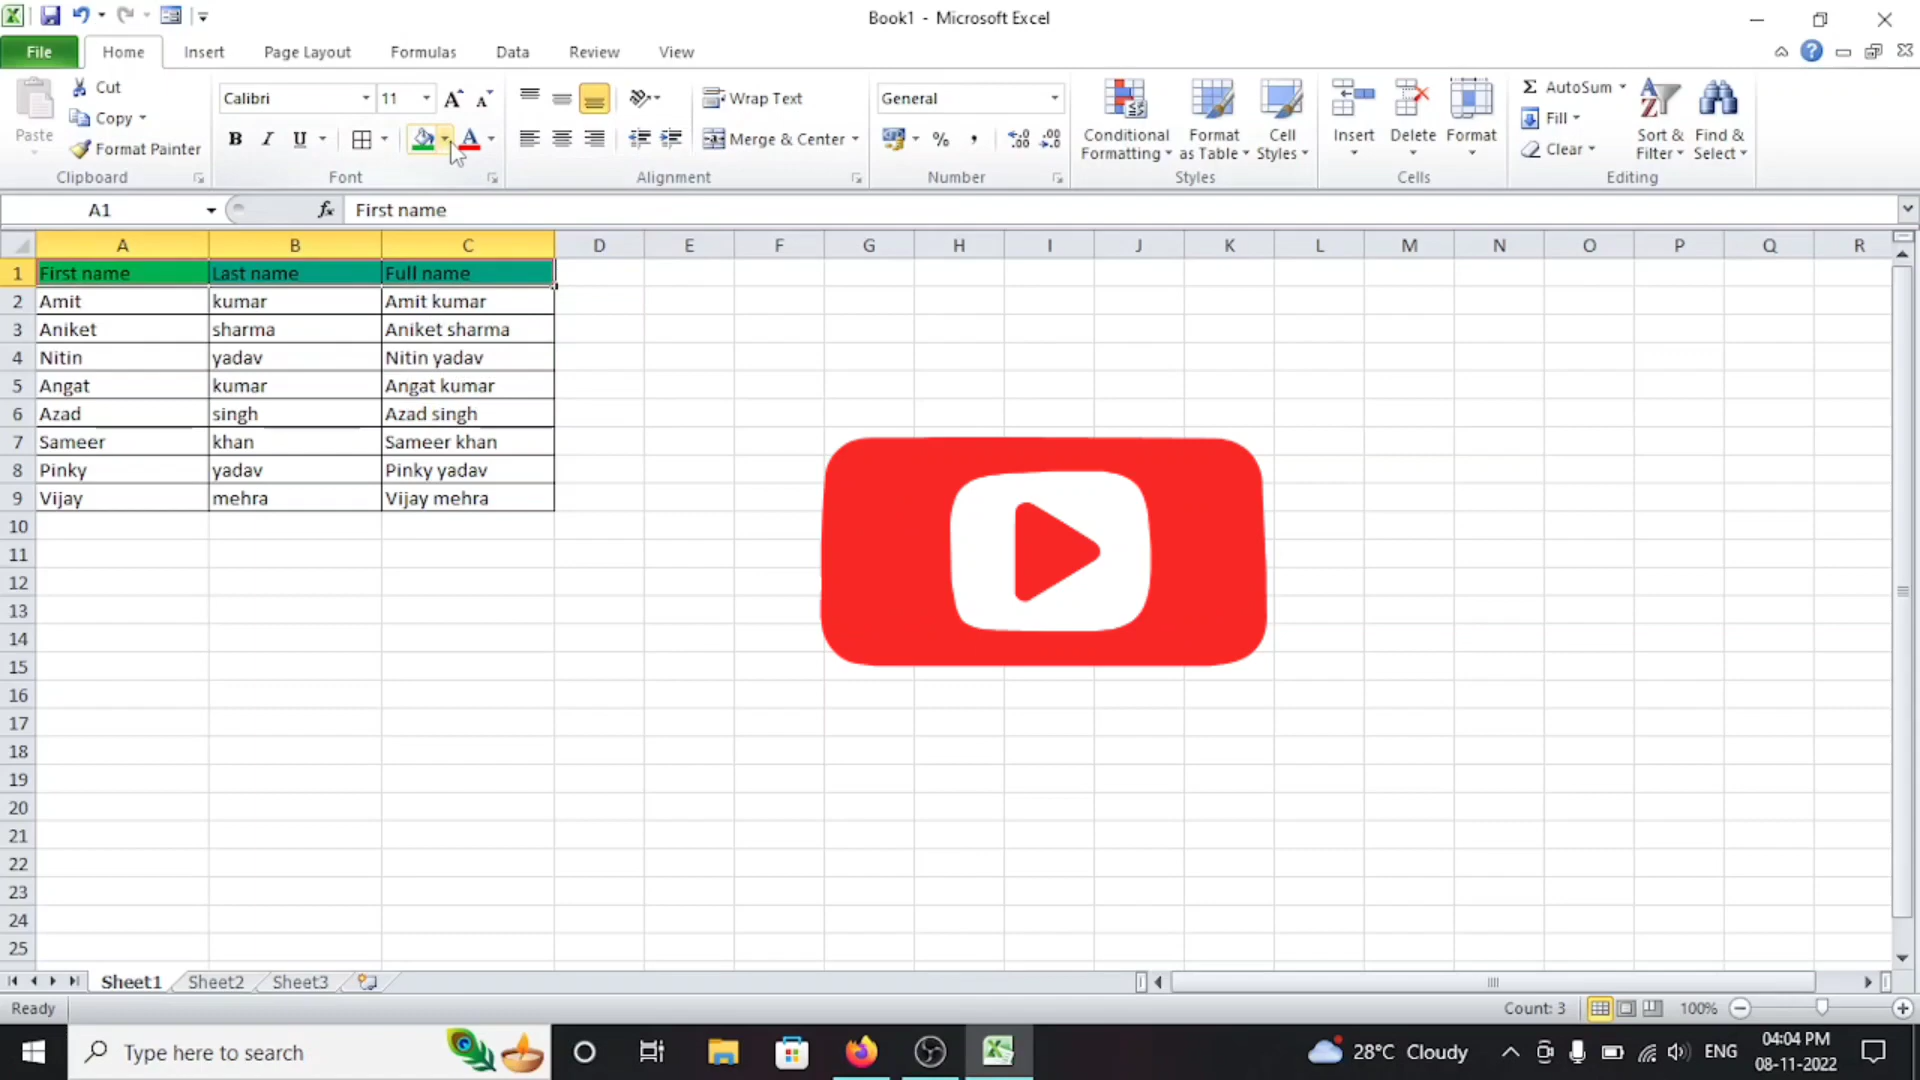 Book1 - Microsoft Excel
File Home Insert Page Layout Formulas Data Review View
Cut
Copy
Format Painter
Paste
Clipboard
Calibri 11
B I U
Font
Wrap Text
Merge & Center
Alignment
General
%
Number
Conditional Formatting
Format as Table
Cell Styles
Styles
Insert Delete Format
Cells
AutoSum
Fill
Clear
Sort & Filter
Find & Select
Editing
A1 fx First name
A B C D E F G H I J K L M N O P Q R
1 First name Last name Full name
2 Amit kumar Amit kumar
3 Aniket sharma Aniket sharma
4 Nitin yadav Nitin yadav
5 Angat kumar Angat kumar
6 Azad singh Azad singh
7 Sameer khan Sameer khan
8 Pinky yadav Pinky yadav
9 Vijay mehra Vijay mehra
10
11
12
13
14
15
16
17
18
19
20
21
22
23
24
25
Sheet1 Sheet2 Sheet3
Ready Count: 3 100%
Type here to search 28°C Cloudy ENG 04:04 PM
08-11-2022